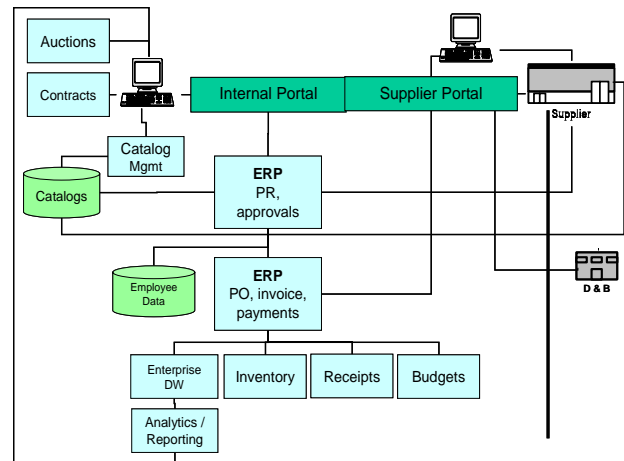 Auctions
Contracts
Internal Portal
Supplier Portal
Supplier
Catalog
Mgmt
Catalogs
ERP
PR,
approvals
Employee
Data
ERP
PO, invoice,
payments
D & B
Enterprise
DW
Inventory
Receipts
Budgets
Analytics /
Reporting